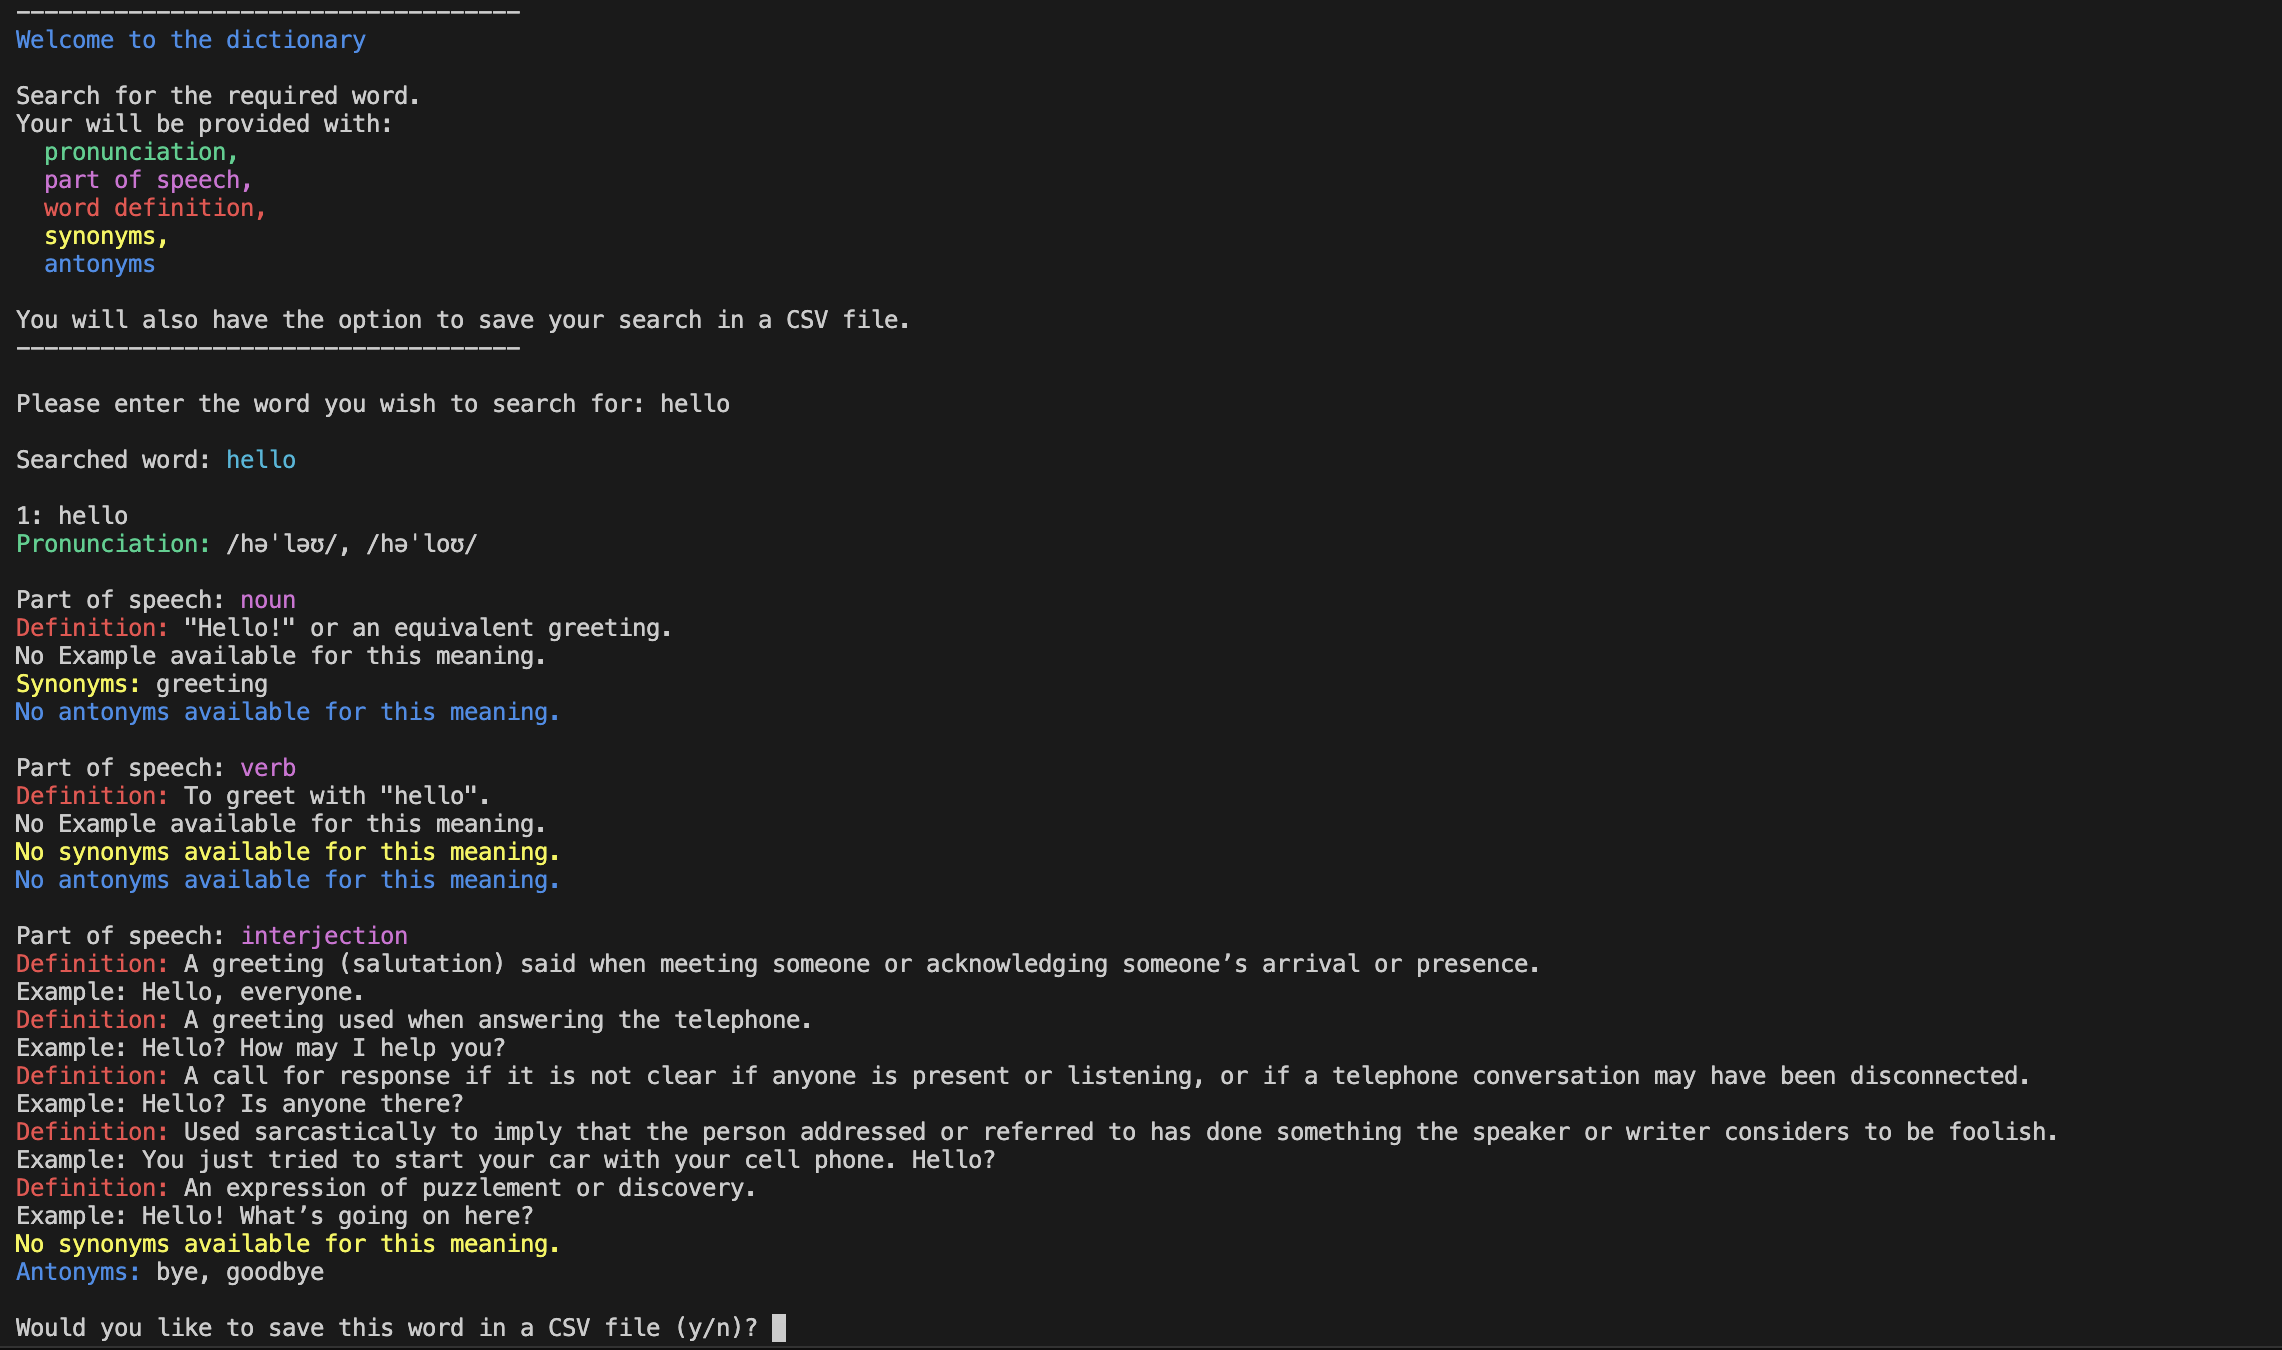 ------------------------------------
Welcome to the dictionary
Search for the required word.
Your will be provided with:
pronunciation,
part of speech,
word definition,
synonyms,
antonyms
You will also have the option to save your search in a CSV file.
------------------------------------
Please enter the word you wish to search for: hello
Searched word: hello
1: hello
Pronunciation: /həˈləʊ/, /həˈloʊ/
Part of speech: noun
Definition: "Hello!" or an equivalent greeting.
No Example available for this meaning.
Synonyms: greeting
No antonyms available for this meaning.
Part of speech: verb
Definition: To greet with "hello".
No Example available for this meaning.
No synonyms available for this meaning.
No antonyms available for this meaning.
Part of speech: interjection
Definition: A greeting (salutation) said when meeting someone or acknowledging someone’s arrival or presence.
Example: Hello, everyone.
Definition: A greeting used when answering the telephone.
Example: Hello? How may I help you?
Definition: A call for response if it is not clear if anyone is present or listening, or if a telephone conversation may have been disconnected.
Example: Hello? Is anyone there?
Definition: Used sarcastically to imply that the person addressed or referred to has done something the speaker or writer considers to be foolish.
Example: You just tried to start your car with your cell phone. Hello?
Definition: An expression of puzzlement or discovery.
Example: Hello! What’s going on here?
No synonyms available for this meaning.
Antonyms: bye, goodbye
Would you like to save this word in a CSV file (y/n)?